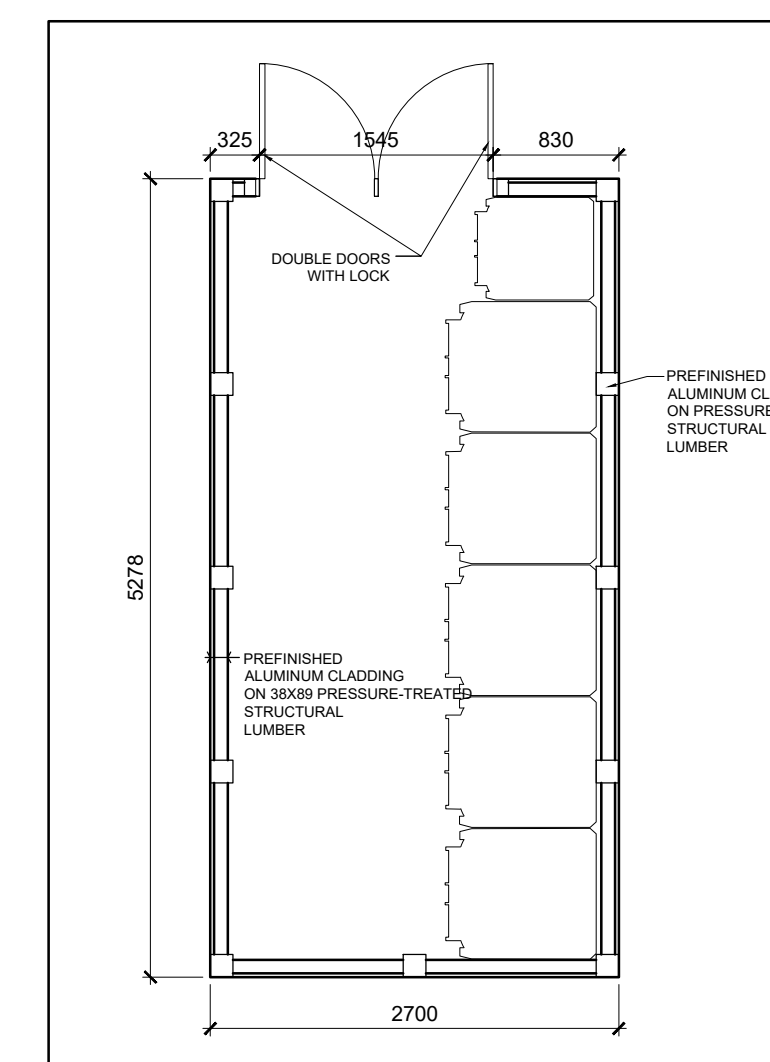 325
1545
830
DOUBLE DOORS
WITH LOCK
PREFINISHED
ALUMINUM CL
ON PRESSURE
STRUCTURAL
LUMBER
5278
PREFINISHED
ALUMINUM CLADDING
ON 38X89 PRESSURE-TREATED
STRUCTURAL
LUMBER
2700